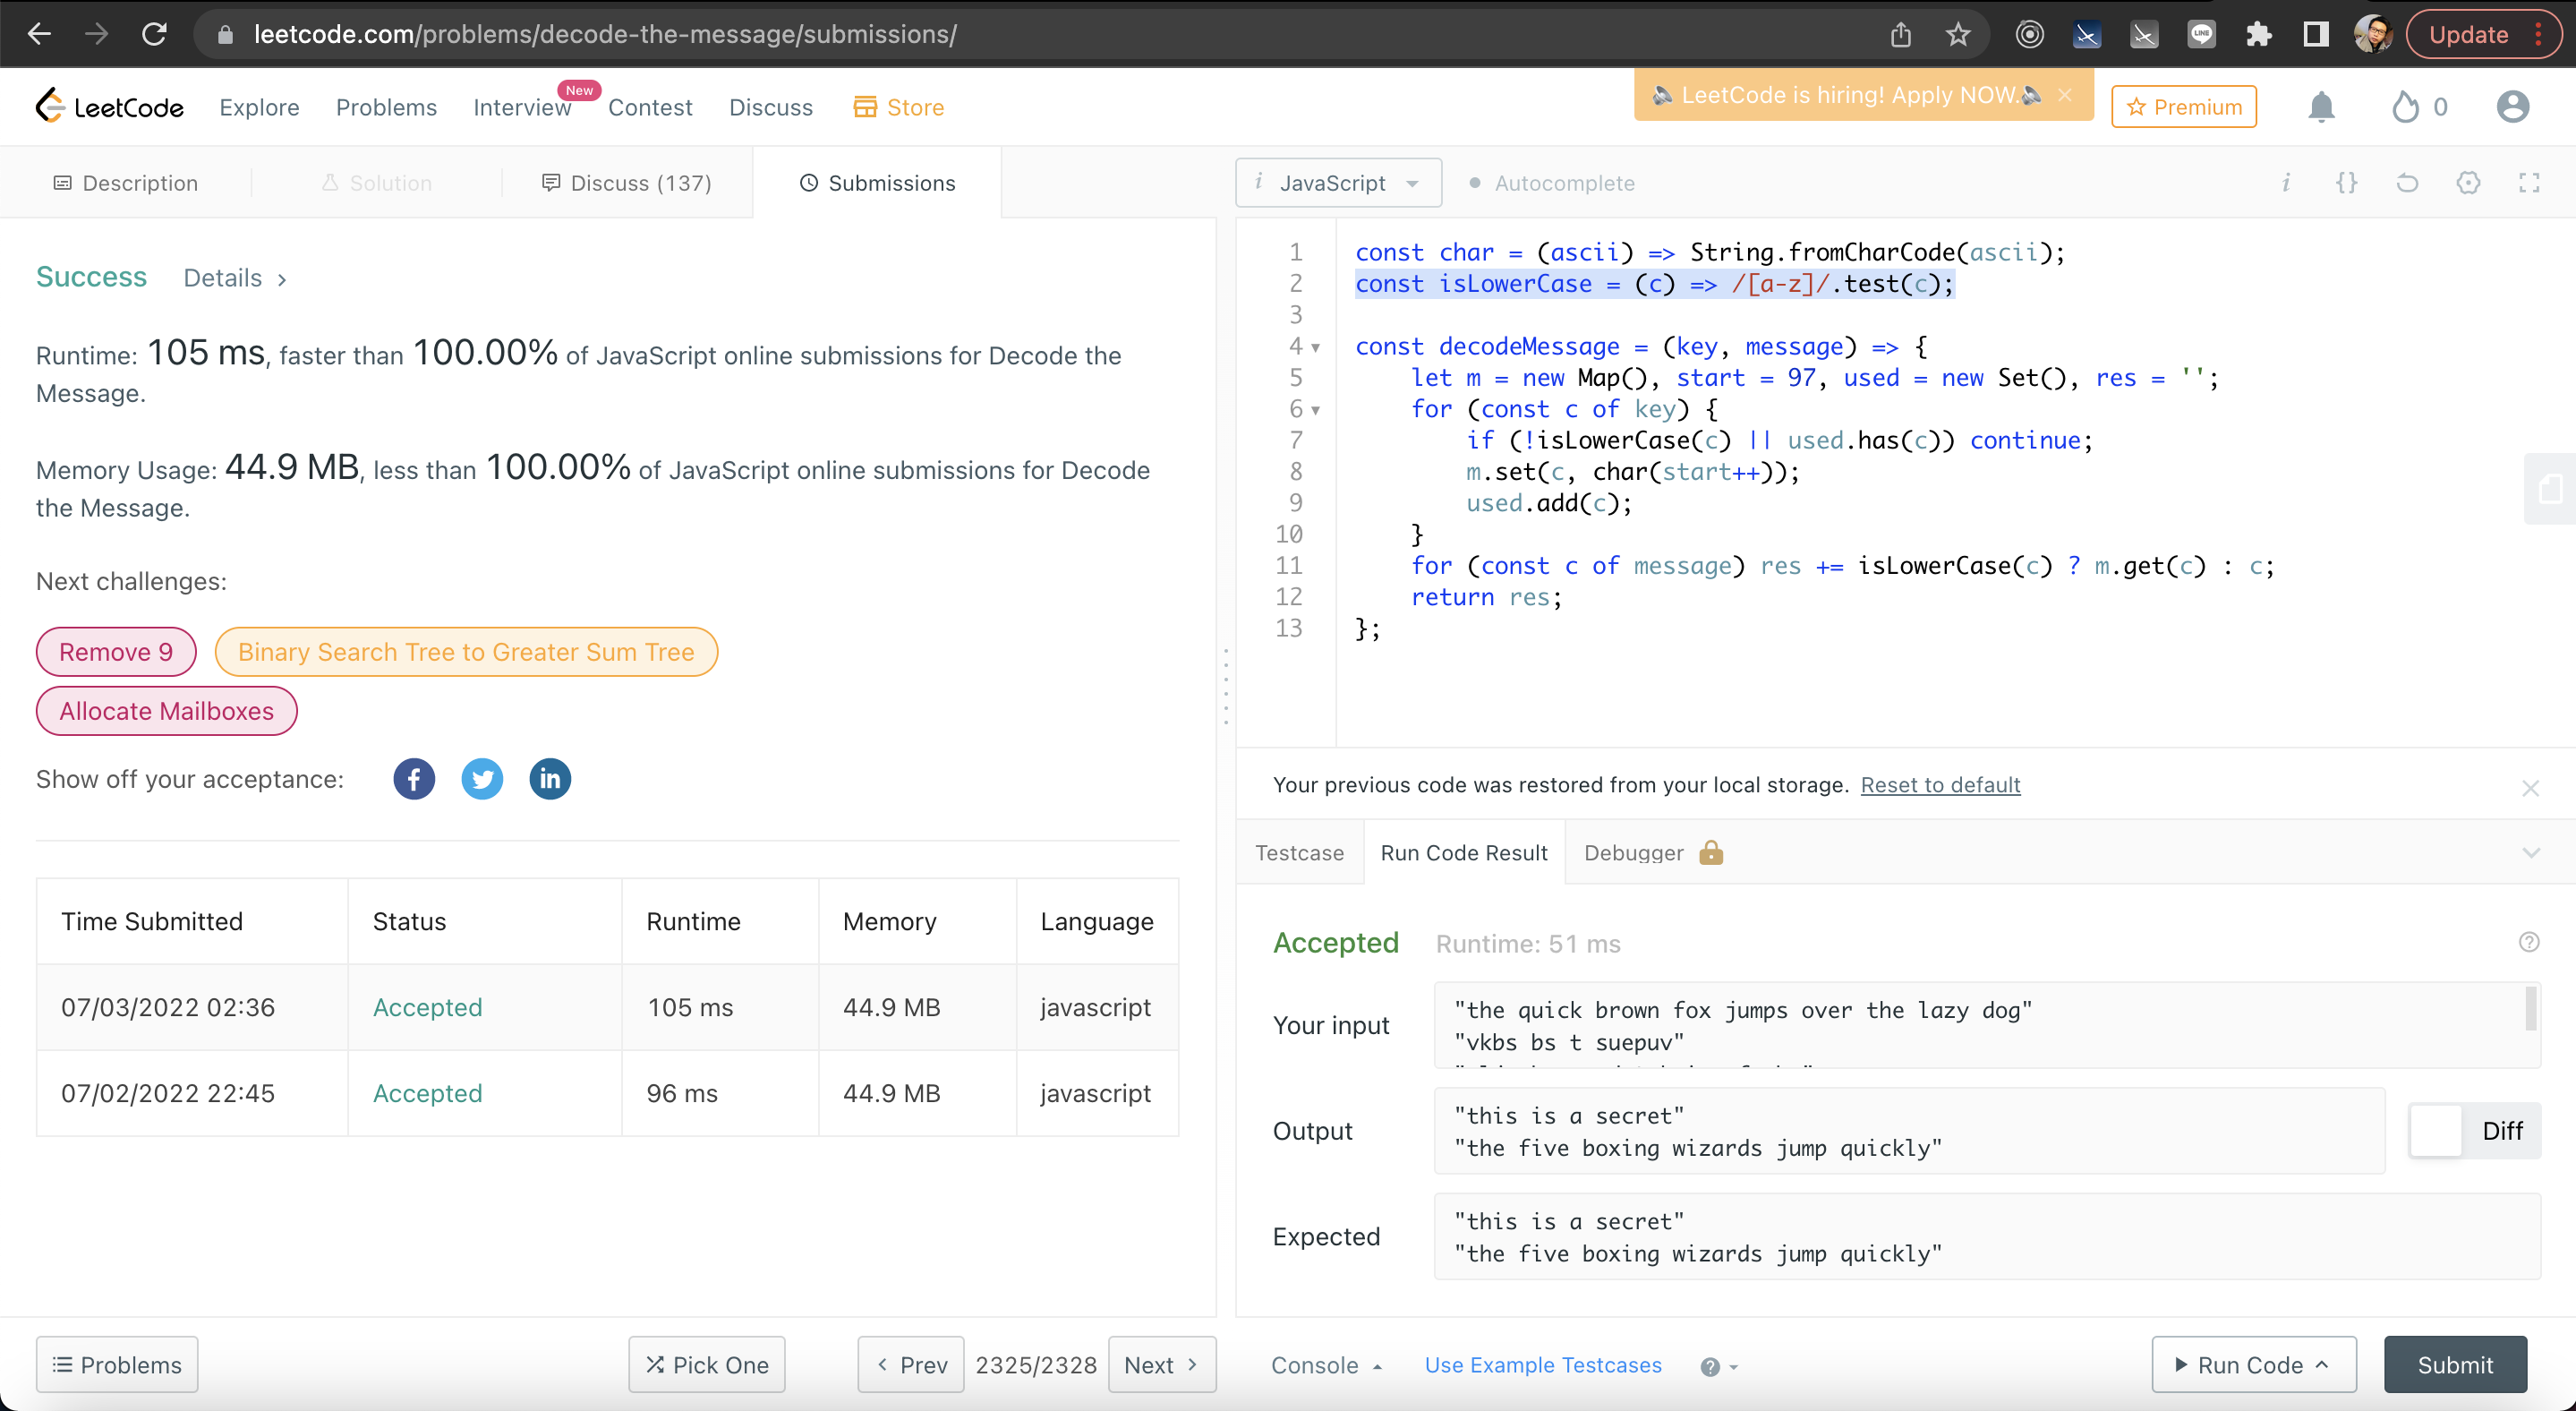 leetcode.com/problems/decode-the-message/submissions/
LINE
Update
LeetCode
Explore
Problems
Interview
New
Contest
Discuss
Store
LeetCode is hiring! Apply NOW.
Premium
0
Description
Solution
Discuss (137)
Submissions
Success
Details
Runtime: 105 ms, faster than 100.00% of JavaScript online submissions for Decode the
Message.
Memory Usage: 44.9 MB, less than 100.00% of JavaScript online submissions for Decode
the Message.
Next challenges:
Remove 9
Binary Search Tree to Greater Sum Tree
Allocate Mailboxes
Show off your acceptance:
Time Submitted Status Runtime Memory Language
07/03/2022 02:36 Accepted 105 ms 44.9 MB javascript
07/02/2022 22:45 Accepted 96 ms 44.9 MB javascript
Problems
Pick One
Prev
2325/2328
Next
i JavaScript
Autocomplete
i {}
1 const char = (ascii) => String.fromCharCode(ascii);
2 const isLowerCase = (c) => /[a-z]/.test(c);
3
4 const decodeMessage = (key, message) => {
5 let m = new Map(), start = 97, used = new Set(), res = '';
6 for (const c of key) {
7 if (!isLowerCase(c) || used.has(c)) continue;
8 m.set(c, char(start++));
9 used.add(c);
10 }
11 for (const c of message) res += isLowerCase(c) ? m.get(c) : c;
12 return res;
13 };
Your previous code was restored from your local storage. Reset to default
Testcase
Run Code Result
Debugger
Accepted
Runtime: 51 ms
Your input
"the quick brown fox jumps over the lazy dog"
"vkbs bs t suepuv"
Output
"this is a secret"
"the five boxing wizards jump quickly"
Diff
Expected
"this is a secret"
"the five boxing wizards jump quickly"
Console
Use Example Testcases
Run Code
Submit